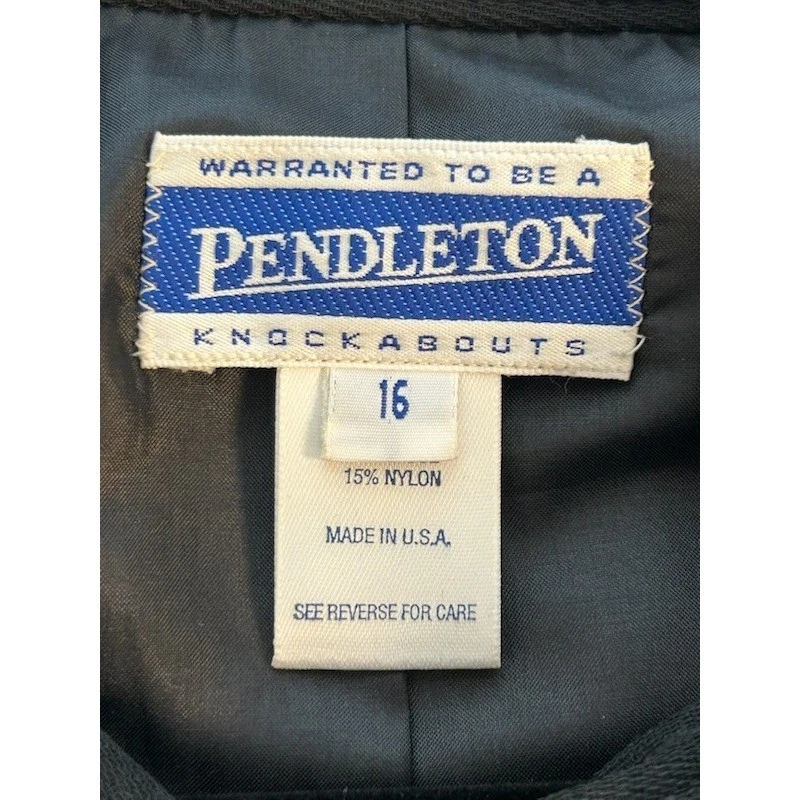 WARRANTED TO BE A
PENDLETON
KNOCKABOUTS
16
15% NYLON
MADE IN U.S.A.
SEE REVERSE FOR CARE